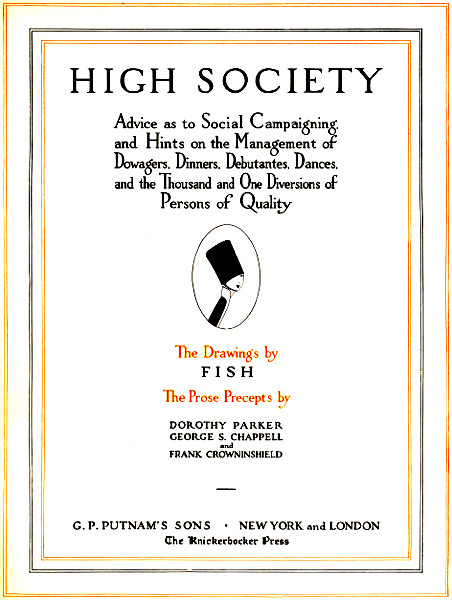 HIGH SOCIETY
Advice as to Social Campaigning,
and Hints on the Management of
Dowagers, Dinners, Debutantes, Dances,
and the Thousand and One Diversions of
Persons of Quality
The Drawings by
FISH
The Prose Precepts by
DOROTHY PARKER
GEORGE S. CHAPPELL
and
FRANK CROWNINSHIELD
G. P. PUTNAM'S SONS · NEW YORK and LONDON
The Knickerbocker Press